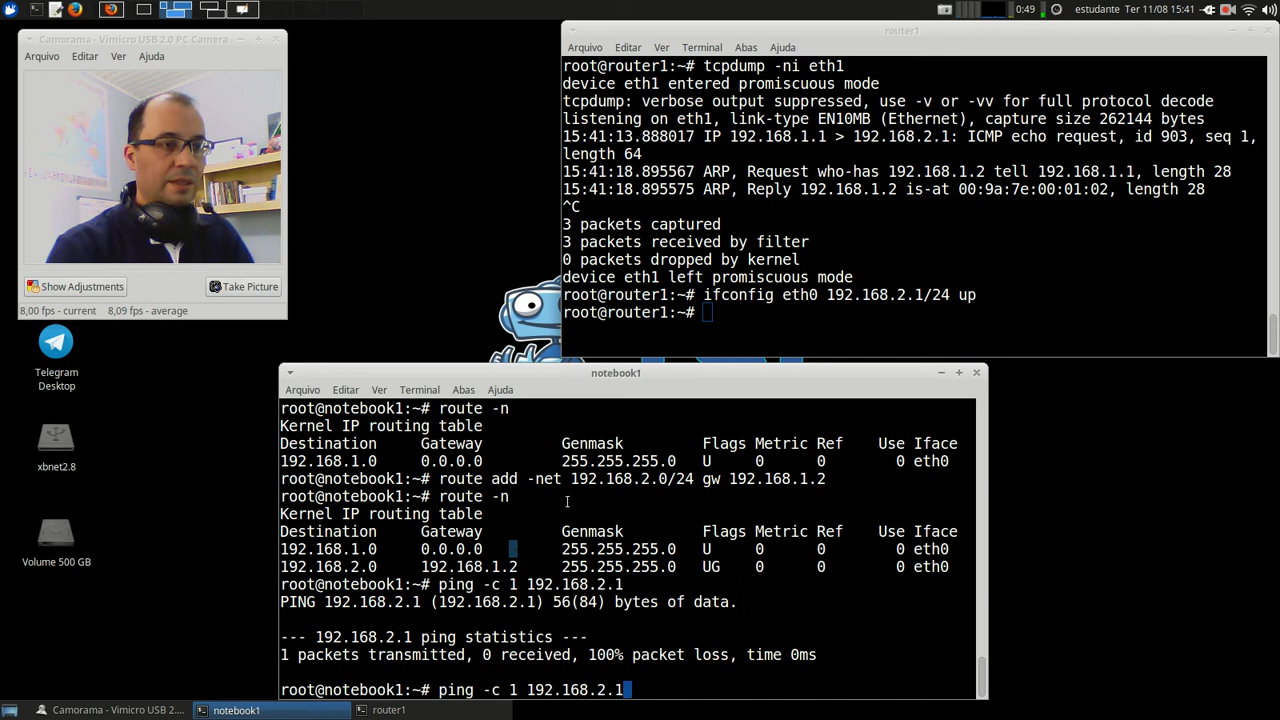 0:49
estudante
Ter 11/08 15:41
Camorama - Vimicro USB 2.0 PC Camera
Arquivo Editar Ver Ajuda
Show Adjustments
Take Picture
8,00 fps - current
8,09 fps - average
Telegram
Desktop
xbnet2.8
Volume 500 GB
router1
Arquivo Editar Ver Terminal Abas Ajuda
root@router1:~# tcpdump -ni eth1
device eth1 entered promiscuous mode
tcpdump: verbose output suppressed, use -v or -vv for full protocol decode
listening on eth1, link-type EN10MB (Ethernet), capture size 262144 bytes
15:41:13.888017 IP 192.168.1.1 > 192.168.2.1: ICMP echo request, id 903, seq 1,
length 64
15:41:18.895567 ARP, Request who-has 192.168.1.2 tell 192.168.1.1, length 28
15:41:18.895575 ARP, Reply 192.168.1.2 is-at 00:9a:7e:00:01:02, length 28
^C
3 packets captured
3 packets received by filter
0 packets dropped by kernel
device eth1 left promiscuous mode
root@router1:~# ifconfig eth0 192.168.2.1/24 up
root@router1:~#
notebook1
Arquivo Editar Ver Terminal Abas Ajuda
root@notebook1:~# route -n
Kernel IP routing table
Destination Gateway Genmask Flags Metric Ref Use Iface
192.168.1.0 0.0.0.0 255.255.255.0 U 0 0 0 eth0
root@notebook1:~# route add -net 192.168.2.0/24 gw 192.168.1.2
root@notebook1:~# route -n
Kernel IP routing table
Destination Gateway Genmask Flags Metric Ref Use Iface
192.168.1.0 0.0.0.0 255.255.255.0 U 0 0 0 eth0
192.168.2.0 192.168.1.2 255.255.255.0 UG 0 0 0 eth0
root@notebook1:~# ping -c 1 192.168.2.1
PING 192.168.2.1 (192.168.2.1) 56(84) bytes of data.
--- 192.168.2.1 ping statistics ---
1 packets transmitted, 0 received, 100% packet loss, time 0ms
root@notebook1:~# ping -c 1 192.168.2.1
Camorama - Vimicro USB 2....
notebook1
router1